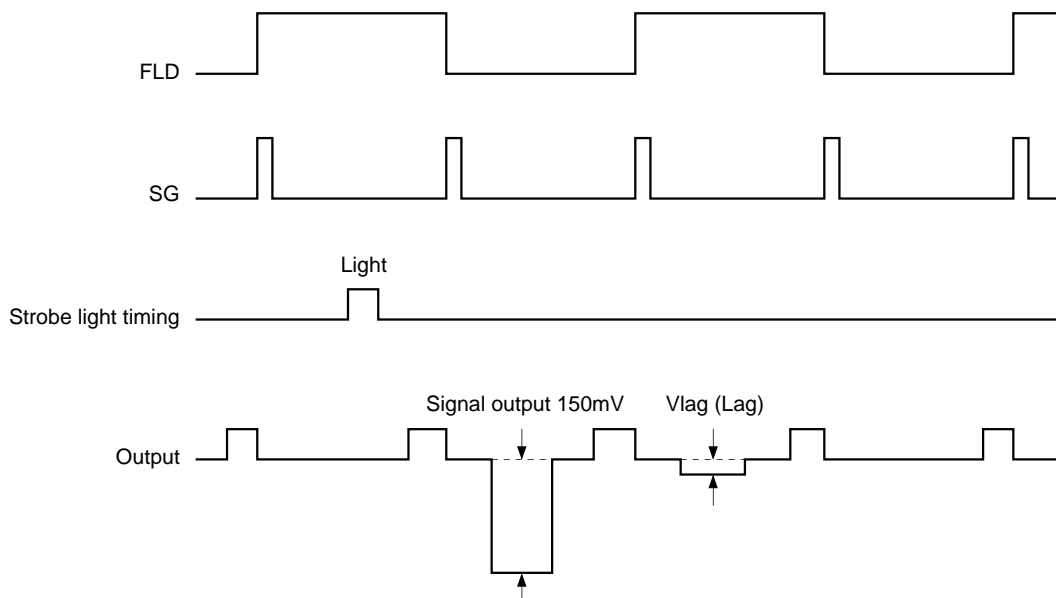 FLD
SG
Light
Strobe light timing
Signal output 150mV
Vlag (Lag)
Output